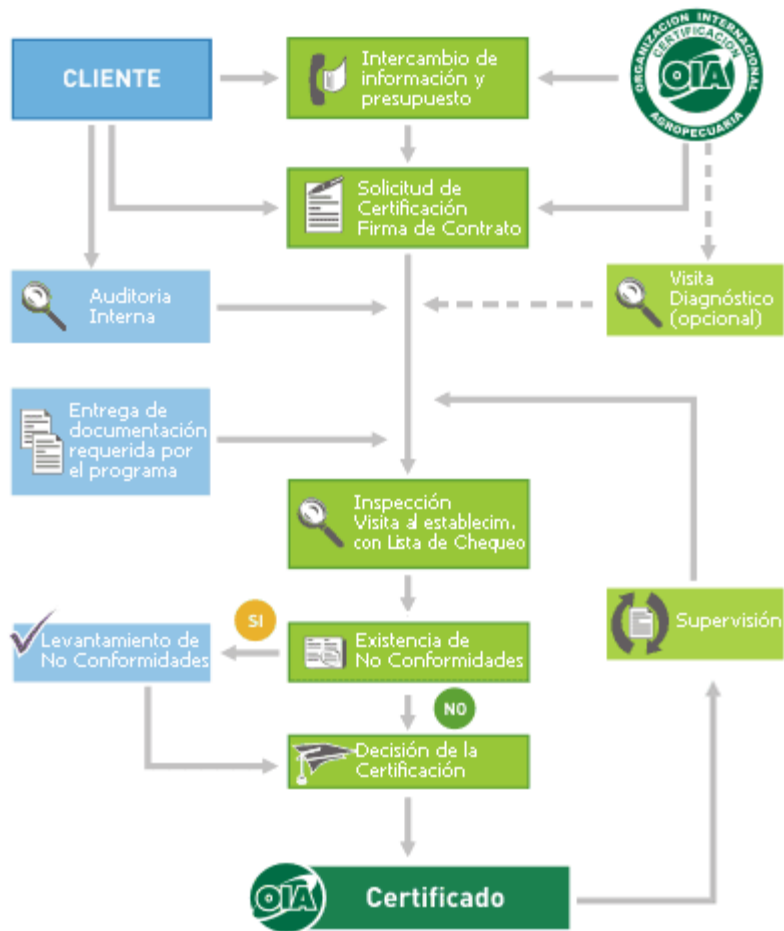 CLIENTE
Intercambio de
información y
presupuesto
ORGANIZACIÓN INTERNACIONAL
CERTIFICACIÓN
OIA
AGROPECUARIA
Solicitud de
Certificación
Firma de Contrato
Auditoria
Interna
Visita
Diagnóstico
(opcional)
Entrega de
documentación
requerida por
el programa
Inspección
Visita al establecim.
con Lista de Chequeo
SI
Levantamiento de
No Conformidades
Existencia de
No Conformidades
Supervisión
NO
Decisión de la
Certificación
OIA
Certificado